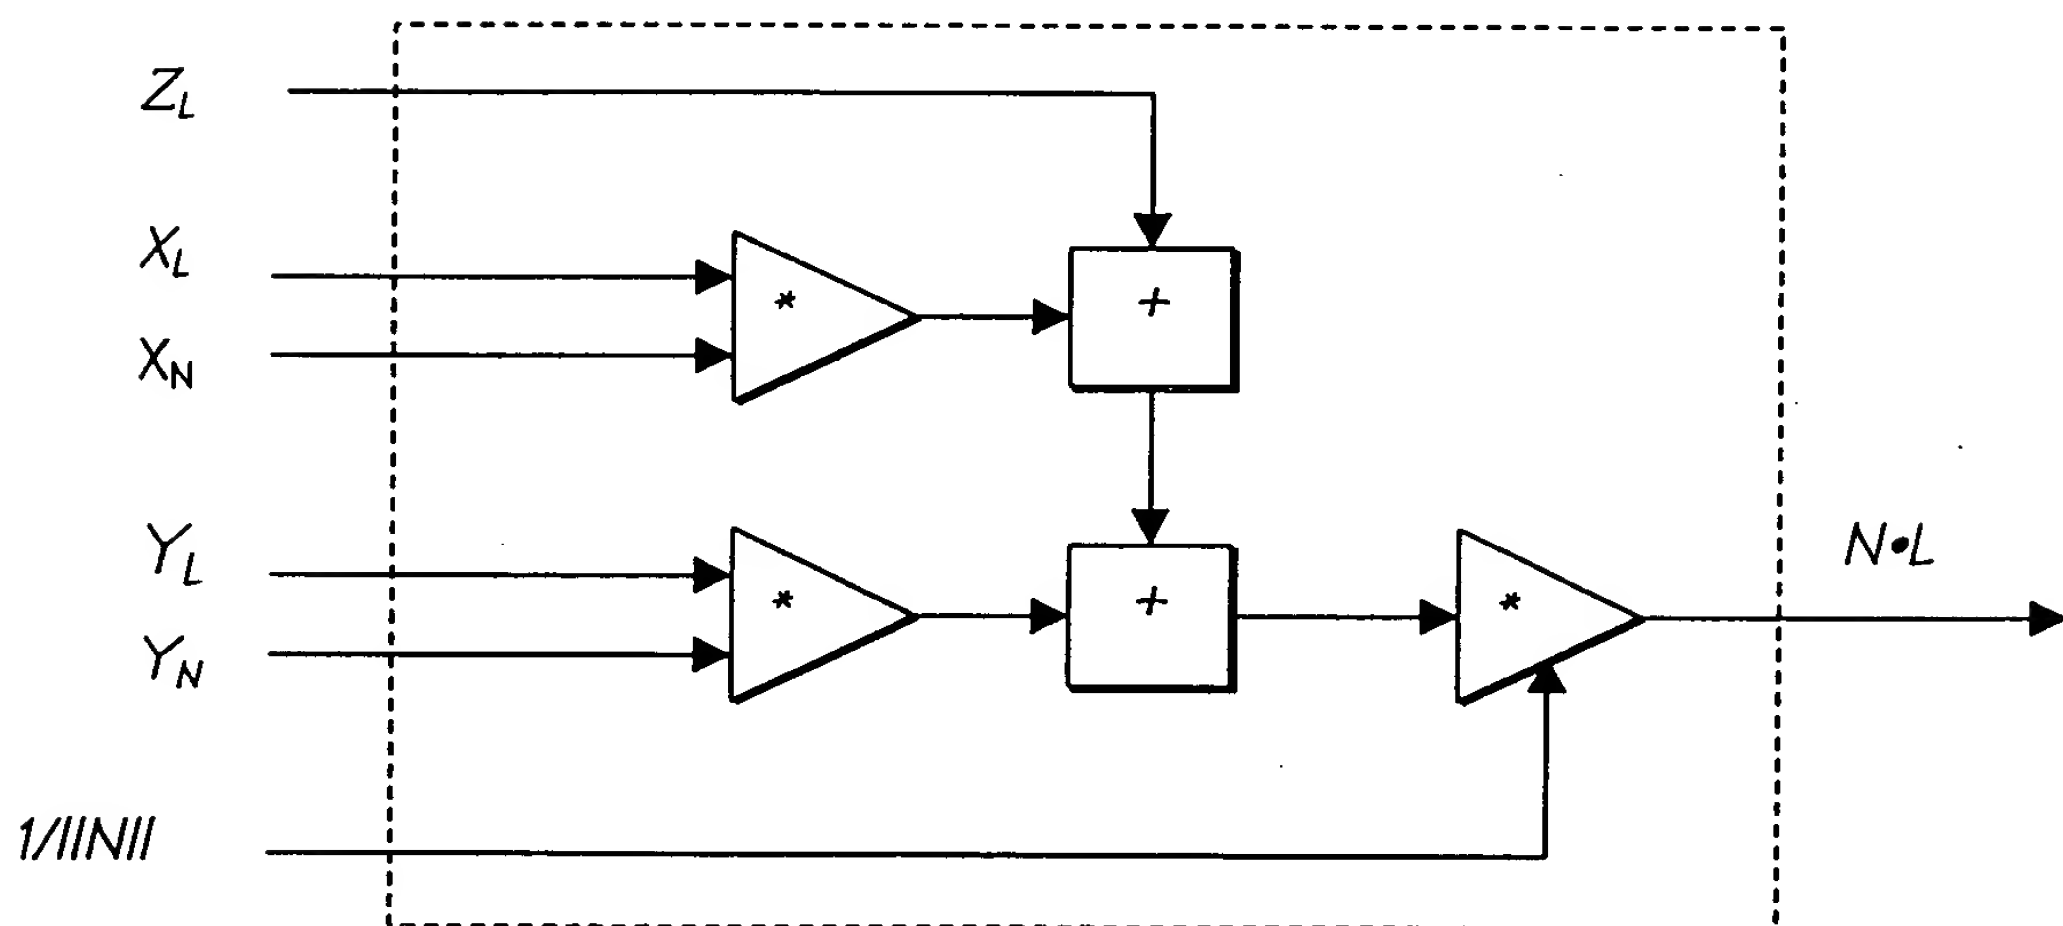 Z_L
X_L
* +
X_N
Y_L
N•L
* + *
Y_N
1/||N||